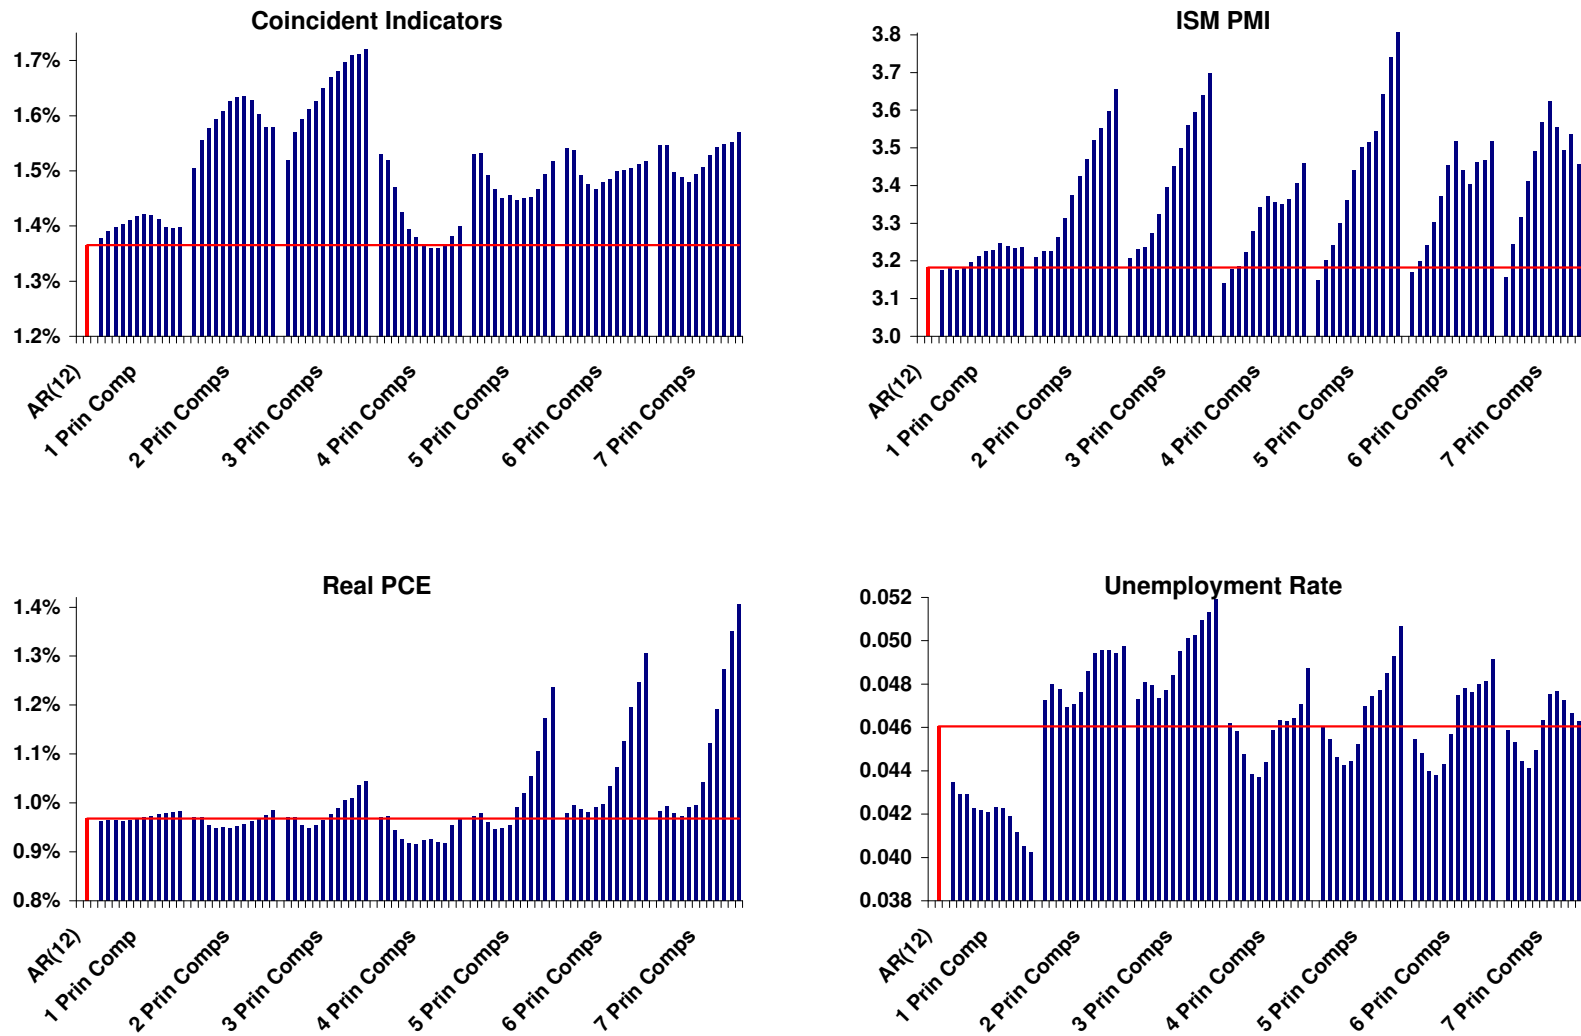 Coincident Indicators
1.7%
1.6%
1.5%
1.4%
1.3%
1.2%
AR(12)
1 Prin Comp
2 Prin Comps
3 Prin Comps
4 Prin Comps
5 Prin Comps
6 Prin Comps
7 Prin Comps
ISM PMI
3.8
3.7
3.6
3.5
3.4
3.3
3.2
3.1
3.0
AR(12)
1 Prin Comp
2 Prin Comps
3 Prin Comps
4 Prin Comps
5 Prin Comps
6 Prin Comps
7 Prin Comps
Real PCE
1.4%
1.3%
1.2%
1.1%
1.0%
0.9%
0.8%
AR(12)
1 Prin Comp
2 Prin Comps
3 Prin Comps
4 Prin Comps
5 Prin Comps
6 Prin Comps
7 Prin Comps
Unemployment Rate
0.052
0.050
0.048
0.046
0.044
0.042
0.040
0.038
AR(12)
1 Prin Comp
2 Prin Comps
3 Prin Comps
4 Prin Comps
5 Prin Comps
6 Prin Comps
7 Prin Comps